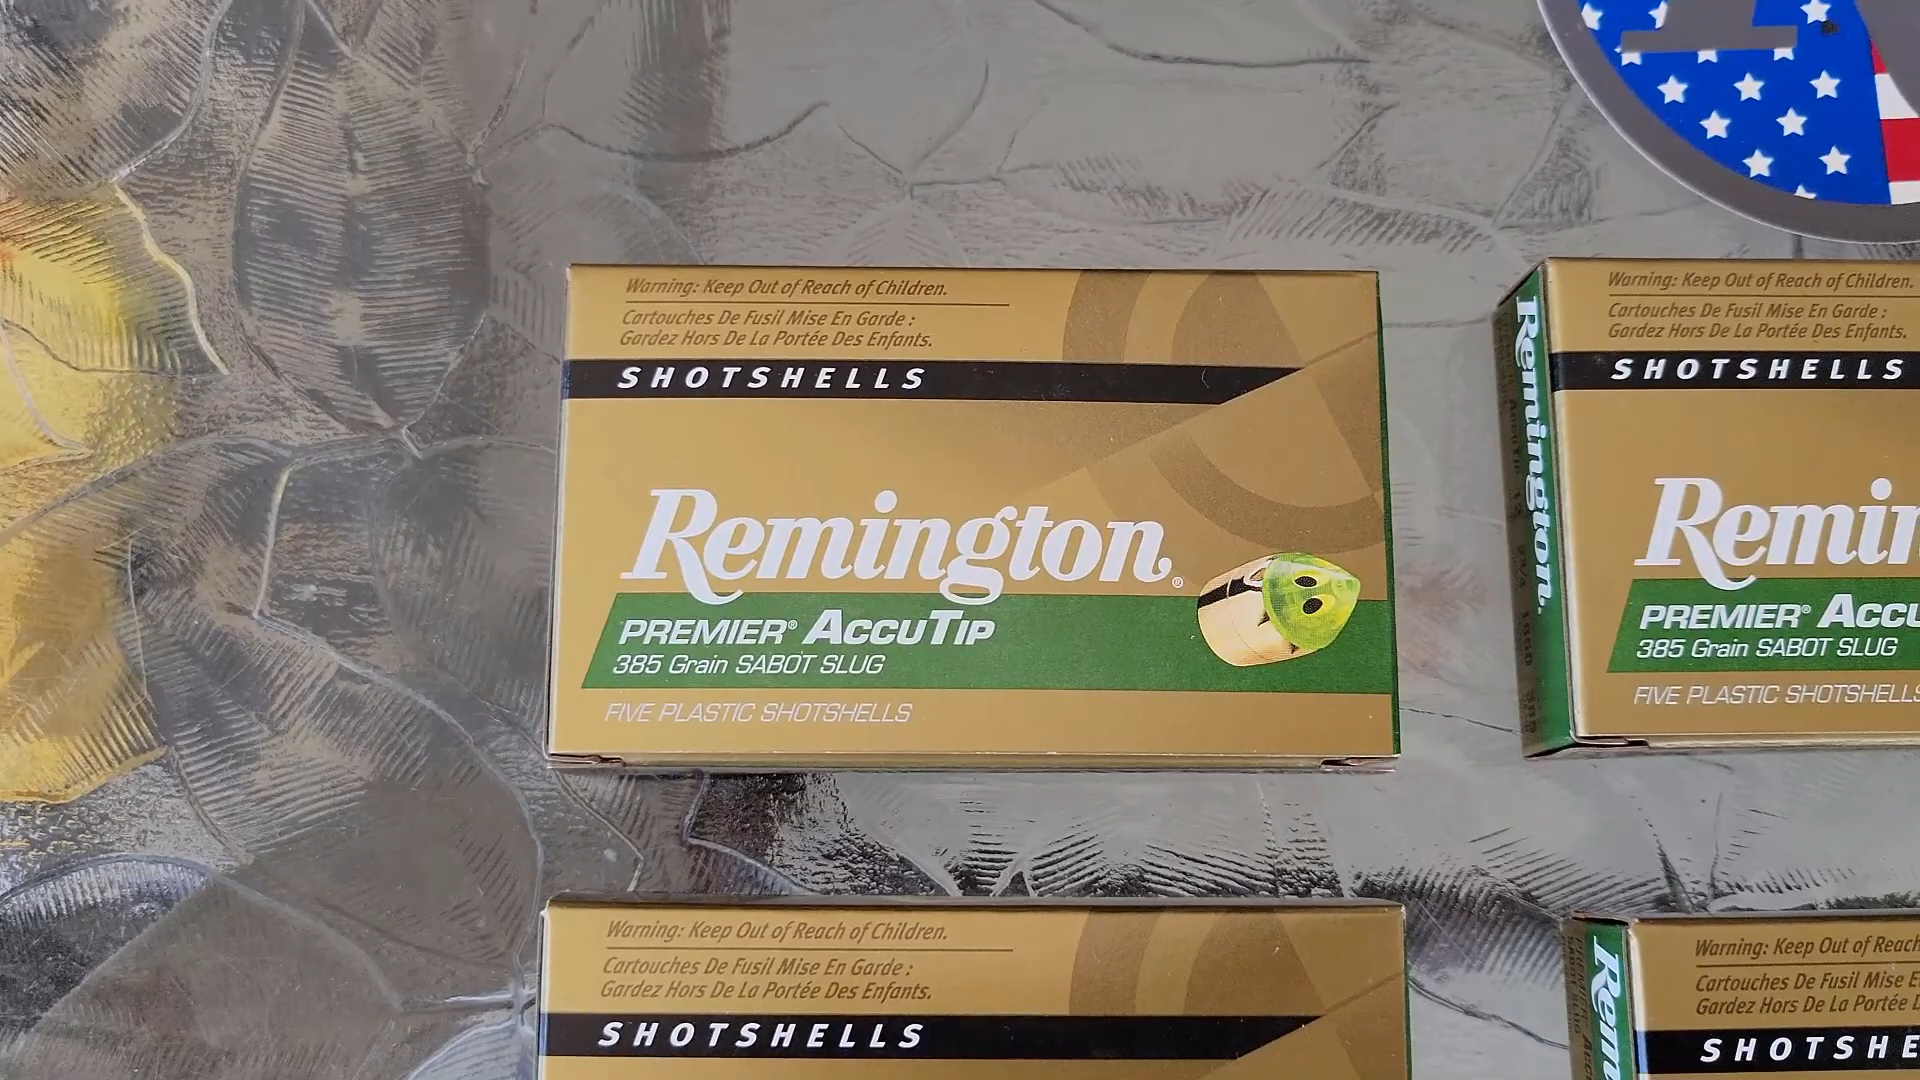 Warning: Keep Out of Reach of Children.
Cartouches De Fusil Mise En Garde :
Gardez Hors De La Portée Des Enfants.
SHOTSHELLS
Remington®
PREMIER® ACCUTIP
385 Grain SABOT SLUG
FIVE PLASTIC SHOTSHELLS
Remington.
Warning: Keep Out of Reach of Children.
Cartouches De Fusil Mise En Garde :
Gardez Hors De La Portée Des Enfants.
SHOTSHELLS
Remin
PREMIER® ACCU
385 Grain SABOT SLUG
FIVE PLASTIC SHOTSHELLS
Warning: Keep Out of Reach of Children.
Cartouches De Fusil Mise En Garde :
Gardez Hors De La Portée Des Enfants.
SHOTSHELLS
Rem
Warning: Keep Out of Reach
Cartouches De Fusil Mise E
Gardez Hors De La Portée D
SHOTSHE